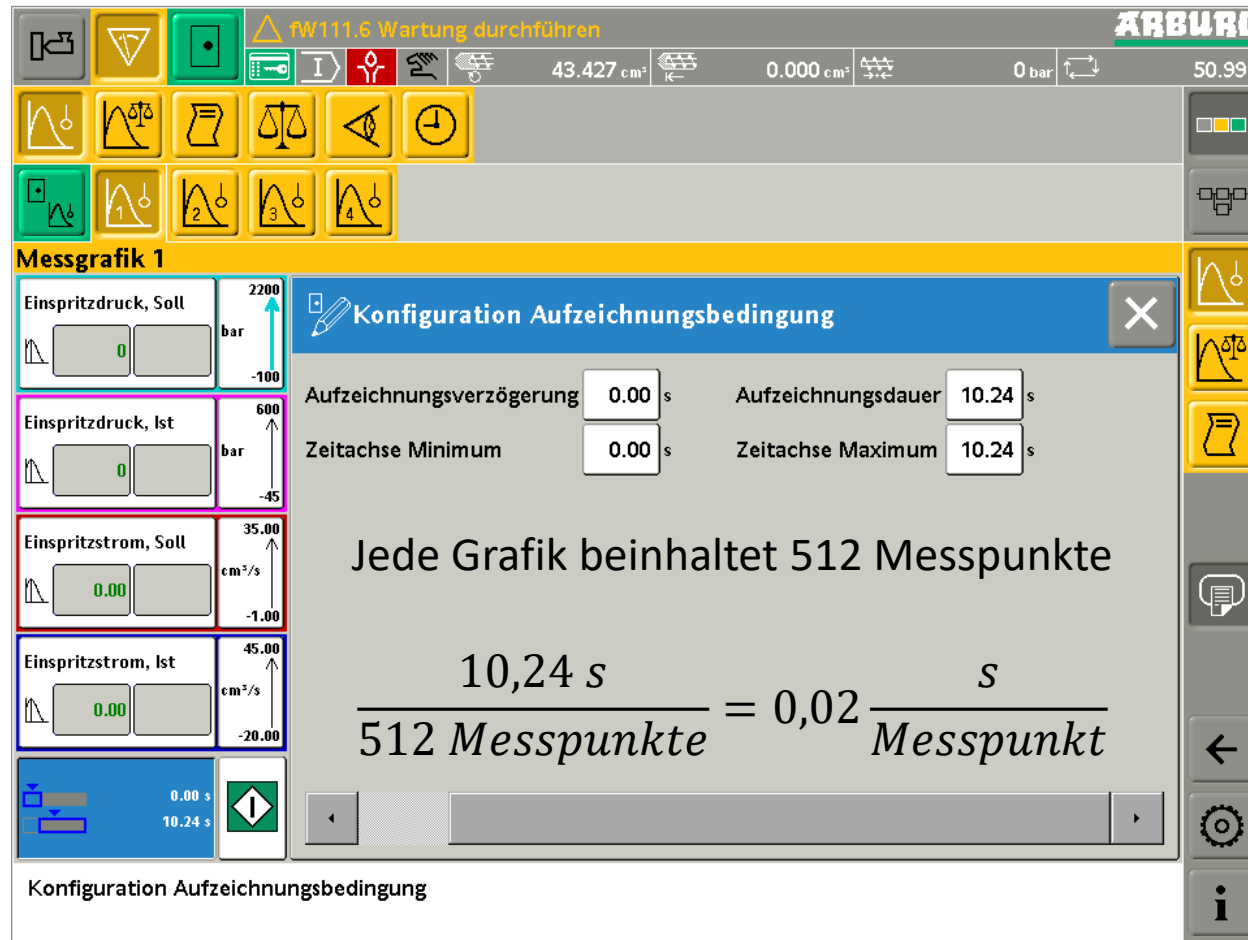 fW111.6 Wartung durchführen
ARBURG
43.427 cm³ 0.000 cm³ 0 bar 50.99
1 2 3 4
Messgrafik 1
Einspritzdruck, Soll
0
2200
bar
-100
Einspritzdruck, Ist
0
600
bar
-45
Einspritzstrom, Soll
0.00
35.00
cm³/s
-1.00
Einspritzstrom, Ist
0.00
45.00
cm³/s
-20.00
0.00 s
10.24 s
Konfiguration Aufzeichnungsbedingung
Aufzeichnungsverzögerung 0.00 s Aufzeichnungsdauer 10.24 s
Zeitachse Minimum 0.00 s Zeitachse Maximum 10.24 s
Jede Grafik beinhaltet 512 Messpunkte
10,24 s / 512 Messpunkte = 0,02 s / Messpunkt
Konfiguration Aufzeichnungsbedingung